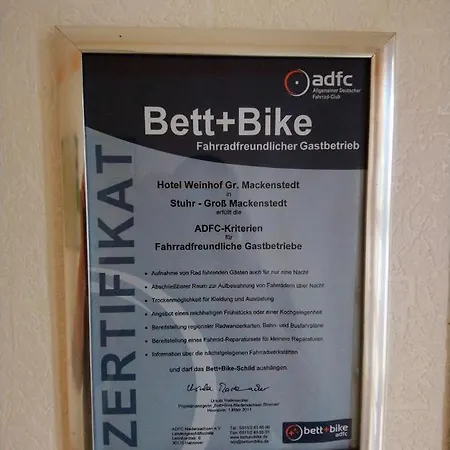 adfc
Allgemeiner Deutscher
Fahrrad-Club
Bett+Bike
Fahrradfreundlicher Gastbetrieb
ZERTIFIKAT
Hotel Weinhof Gr. Mackenstedt
in
Stuhr - Groß Mackenstedt
erfüllt die
ADFC-Kriterien
für
Fahrradfreundliche Gastbetriebe
• Aufnahme von Rad fahrenden Gästen auch für nur eine Nacht
• Abschließbarer Raum zur Aufbewahrung von Fahrrädern über Nacht
• Trockenmöglichkeit für Kleidung und Ausrüstung
• Angebot eines reichhaltigen Frühstücks oder einer Kochgelegenheit
• Bereitstellung regionaler Radwanderkarten, Bahn- und Busfahrpläne
• Bereitstellung eines Fahrrad-Reparatursets für kleinere Reparaturen
• Information über die nächstgelegenen Fahrradwerkstätten
und darf das Bett+Bike-Schild aushängen.
ADFC Niedersachsen e.V.
Landesgeschäftsstelle
Hannover
bett+bike
adfc